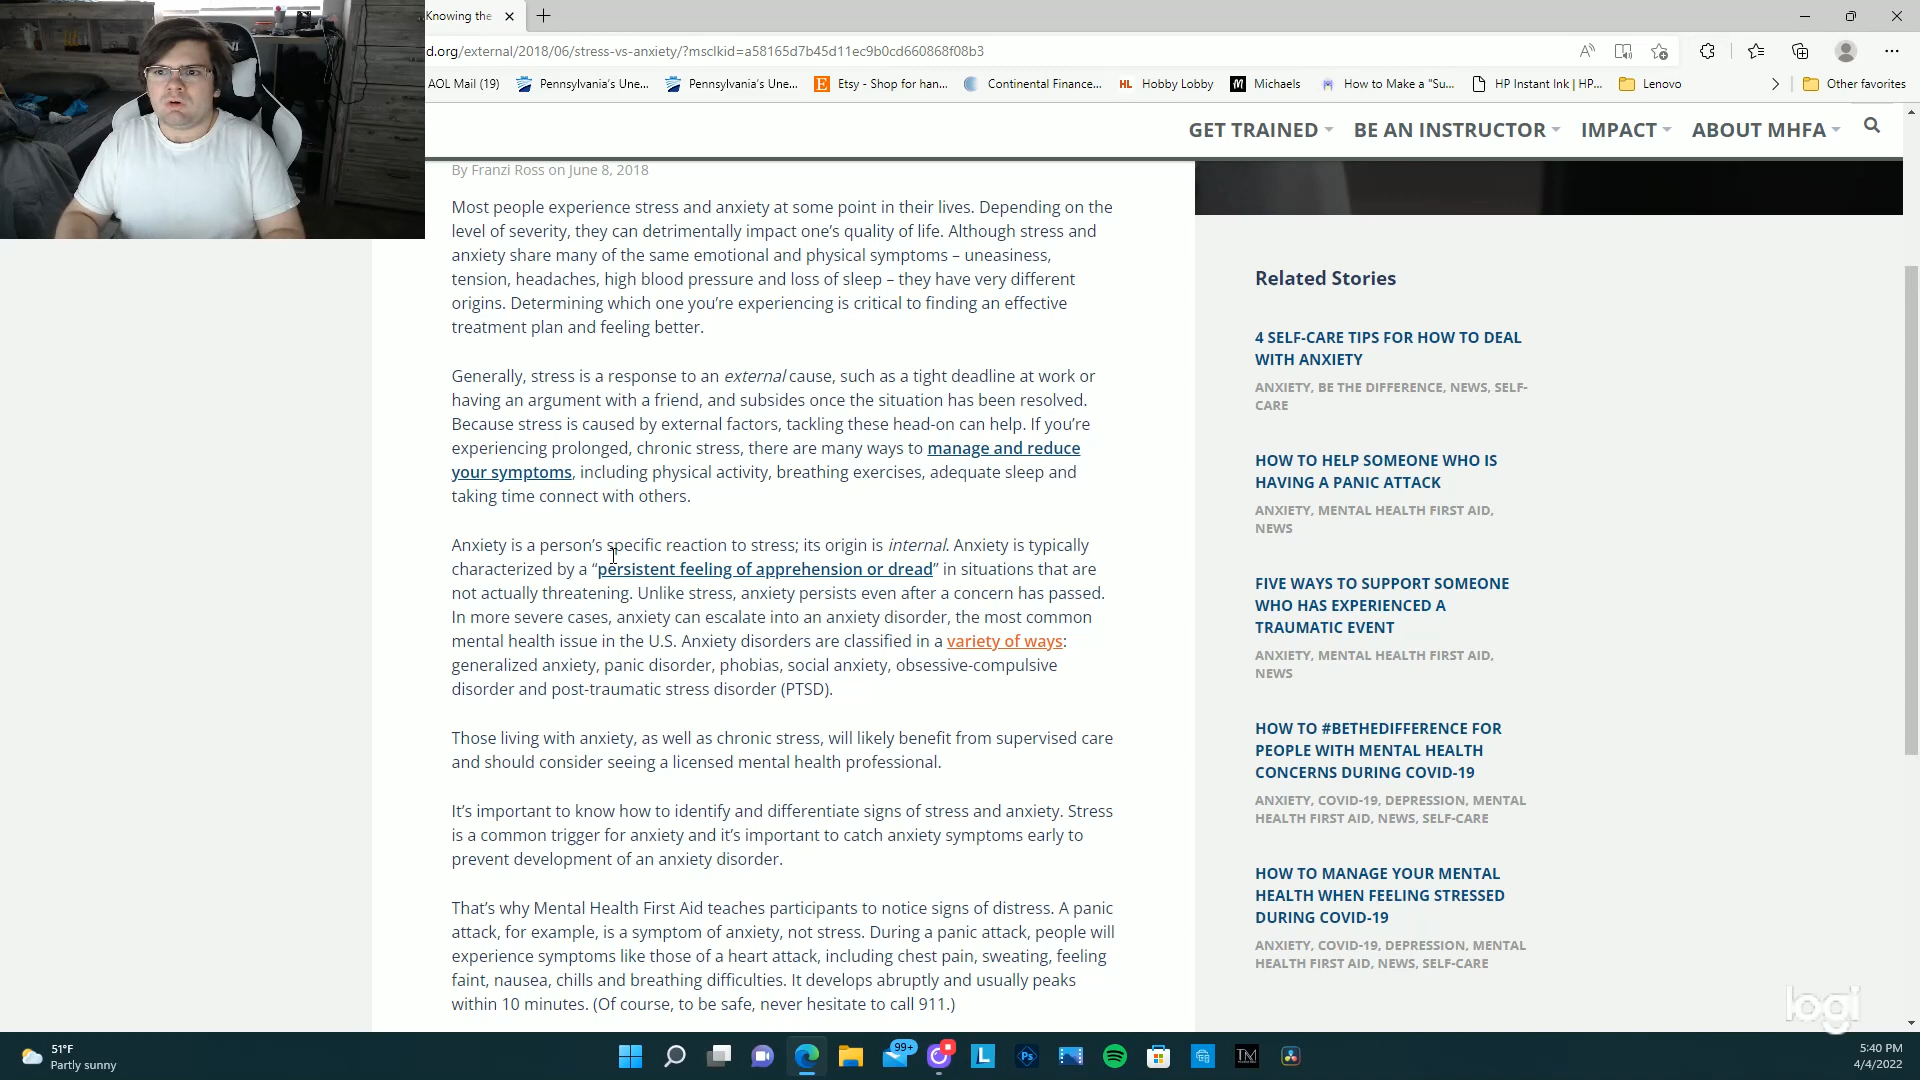 Knowing the
d.org/external/2018/06/stress-vs-anxiety/?msclkid=a58165d7b45d11ec9b0cd660868f08b3
AOL Mail (19) Pennsylvania's Une... Pennsylvania's Une... Etsy - Shop for han... Continental Finance... HL Hobby Lobby Michaels How to Make a "Su... HP Instant Ink | HP... Lenovo Other favorites
GET TRAINED BE AN INSTRUCTOR IMPACT ABOUT MHFA
By Franzi Ross on June 8, 2018
Most people experience stress and anxiety at some point in their lives. Depending on the
level of severity, they can detrimentally impact one's quality of life. Although stress and
anxiety share many of the same emotional and physical symptoms – uneasiness,
tension, headaches, high blood pressure and loss of sleep – they have very different
origins. Determining which one you're experiencing is critical to finding an effective
treatment plan and feeling better.
Generally, stress is a response to an external cause, such as a tight deadline at work or
having an argument with a friend, and subsides once the situation has been resolved.
Because stress is caused by external factors, tackling these head-on can help. If you're
experiencing prolonged, chronic stress, there are many ways to manage and reduce
your symptoms, including physical activity, breathing exercises, adequate sleep and
taking time connect with others.
Anxiety is a person's specific reaction to stress; its origin is internal. Anxiety is typically
characterized by a “persistent feeling of apprehension or dread” in situations that are
not actually threatening. Unlike stress, anxiety persists even after a concern has passed.
In more severe cases, anxiety can escalate into an anxiety disorder, the most common
mental health issue in the U.S. Anxiety disorders are classified in a variety of ways:
generalized anxiety, panic disorder, phobias, social anxiety, obsessive-compulsive
disorder and post-traumatic stress disorder (PTSD).
Those living with anxiety, as well as chronic stress, will likely benefit from supervised care
and should consider seeing a licensed mental health professional.
It's important to know how to identify and differentiate signs of stress and anxiety. Stress
is a common trigger for anxiety and it's important to catch anxiety symptoms early to
prevent development of an anxiety disorder.
That's why Mental Health First Aid teaches participants to notice signs of distress. A panic
attack, for example, is a symptom of anxiety, not stress. During a panic attack, people will
experience symptoms like those of a heart attack, including chest pain, sweating, feeling
faint, nausea, chills and breathing difficulties. It develops abruptly and usually peaks
within 10 minutes. (Of course, to be safe, never hesitate to call 911.)
Related Stories
4 SELF-CARE TIPS FOR HOW TO DEAL
WITH ANXIETY
ANXIETY, BE THE DIFFERENCE, NEWS, SELF-
CARE
HOW TO HELP SOMEONE WHO IS
HAVING A PANIC ATTACK
ANXIETY, MENTAL HEALTH FIRST AID,
NEWS
FIVE WAYS TO SUPPORT SOMEONE
WHO HAS EXPERIENCED A
TRAUMATIC EVENT
ANXIETY, MENTAL HEALTH FIRST AID,
NEWS
HOW TO #BETHEDIFFERENCE FOR
PEOPLE WITH MENTAL HEALTH
CONCERNS DURING COVID-19
ANXIETY, COVID-19, DEPRESSION, MENTAL
HEALTH FIRST AID, NEWS, SELF-CARE
HOW TO MANAGE YOUR MENTAL
HEALTH WHEN FEELING STRESSED
DURING COVID-19
ANXIETY, COVID-19, DEPRESSION, MENTAL
HEALTH FIRST AID, NEWS, SELF-CARE
logi
51°F
Partly sunny
99+
L
Ps
TM
5:40 PM
4/4/2022